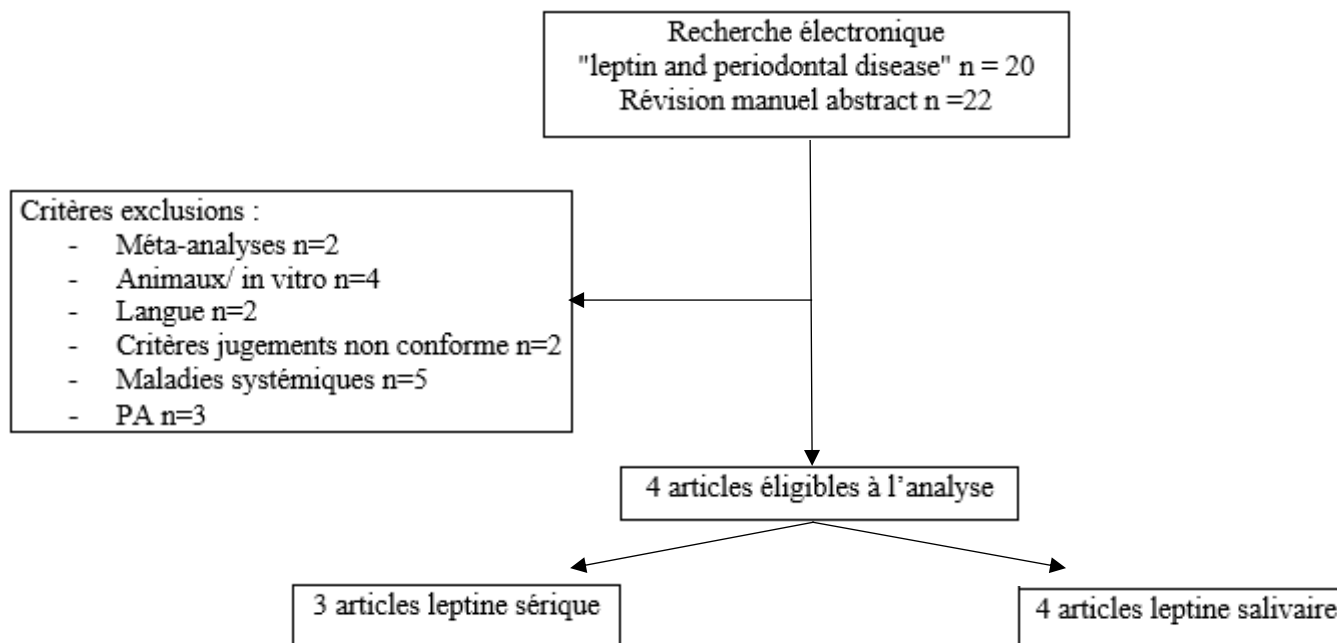 Recherche électronique
"leptin and periodontal disease" n = 20
Révision manuel abstract n =22
Critères exclusions :
- Méta-analyses n=2
- Animaux/ in vitro n=4
- Langue n=2
- Critères jugements non conforme n=2
- Maladies systémiques n=5
- PA n=3
4 articles éligibles à l’analyse
3 articles leptine sérique
4 articles leptine salivaire